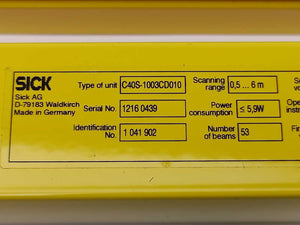 SICK
Sick AG
D-79183 Waldkirch
Made in Germany
Type of unit C40S-1003CD010
Serial No. 1216 0439
Identification
No. 1 041 902
Scanning
range 0,5 ... 6 m
Power
consumption ≤ 5,9W
Number
of beams 53